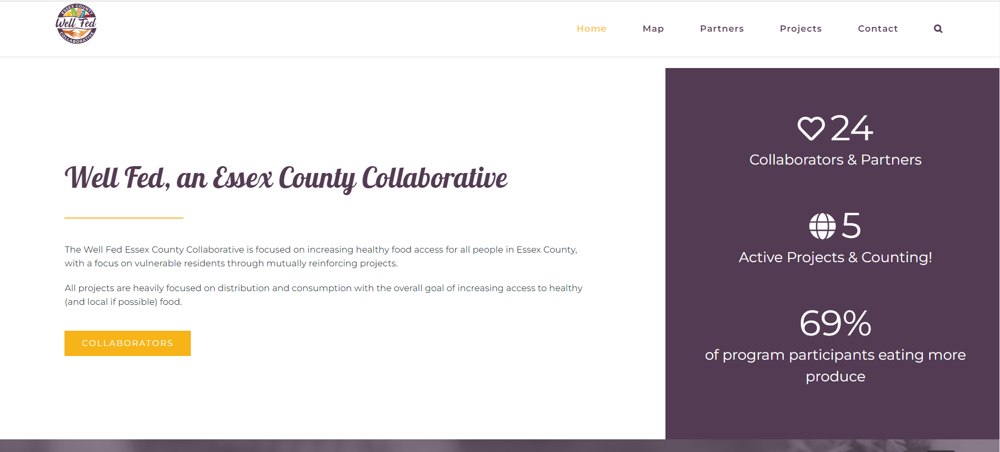 ESSEX COUNTY
Well Fed
COLLABORATIVE
Home
Map
Partners
Projects
Contact
Well Fed, an Essex County Collaborative
The Well Fed Essex County Collaborative is focused on increasing healthy food access for all people in Essex County,
with a focus on vulnerable residents through mutually reinforcing projects.
All projects are heavily focused on distribution and consumption with the overall goal of increasing access to healthy
(and local if possible) food.
COLLABORATORS
24
Collaborators & Partners
5
Active Projects & Counting!
69%
of program participants eating more
produce